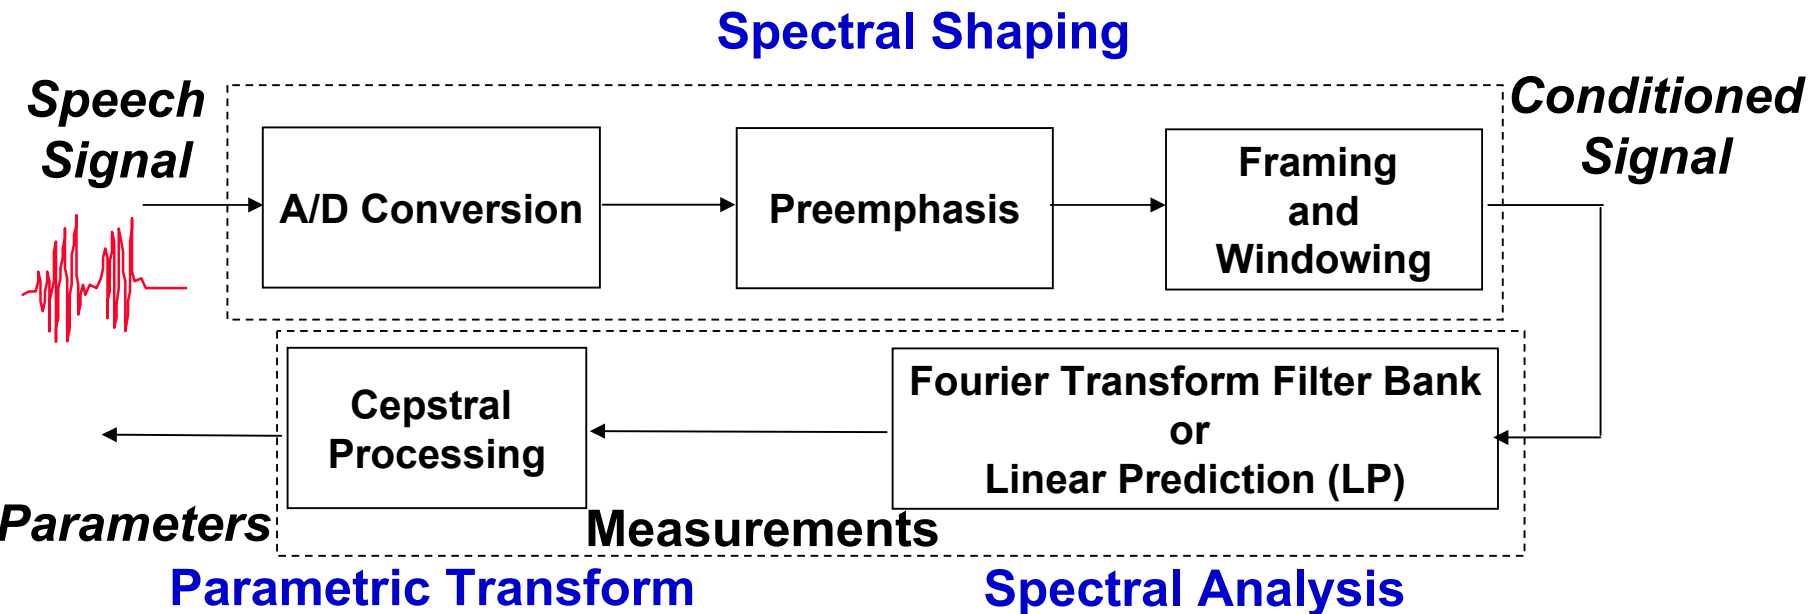 Spectral Shaping
Speech
Signal
Conditioned
Signal
A/D Conversion
Preemphasis
Framing
and
Windowing
Cepstral
Processing
Fourier Transform Filter Bank
or
Linear Prediction (LP)
Parameters
Measurements
Parametric Transform
Spectral Analysis